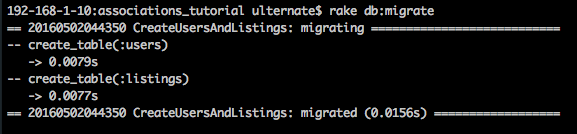 192-168-1-10:associations_tutorial ulternate$ rake db:migrate
== 20160502044350 CreateUsersAndListings: migrating ===========================
-- create_table(:users)
   -> 0.0079s
-- create_table(:listings)
   -> 0.0077s
== 20160502044350 CreateUsersAndListings: migrated (0.0156s) ==================